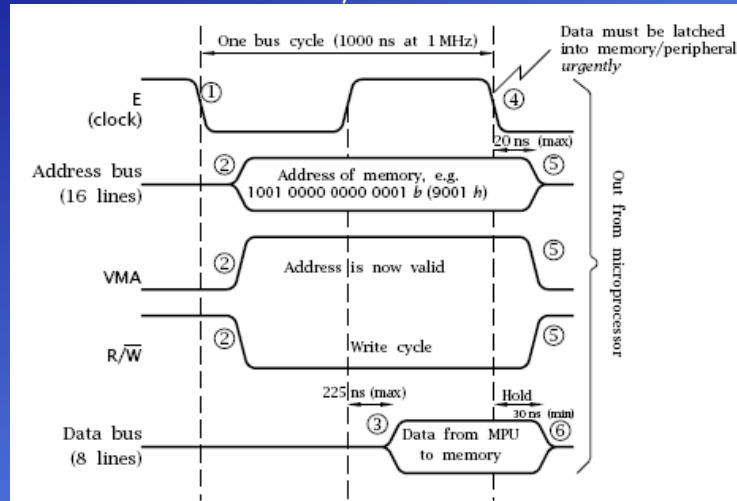 One bus cycle (1000 ns at 1 MHz)
Data must be latched
into memory/peripheral
urgently
E
(clock)
①
④
20 ns (max)
Address bus
(16 lines)
②
Address of memory, e.g.
1001 0000 0000 0001 b (9001 h)
⑤
VMA
②
Address is now valid
⑤
R/W̅
②
Write cycle
⑤
Out from microprocessor
225 ns (max)
Hold
30 ns (min)
Data bus
(8 lines)
③
Data from MPU
to memory
⑥